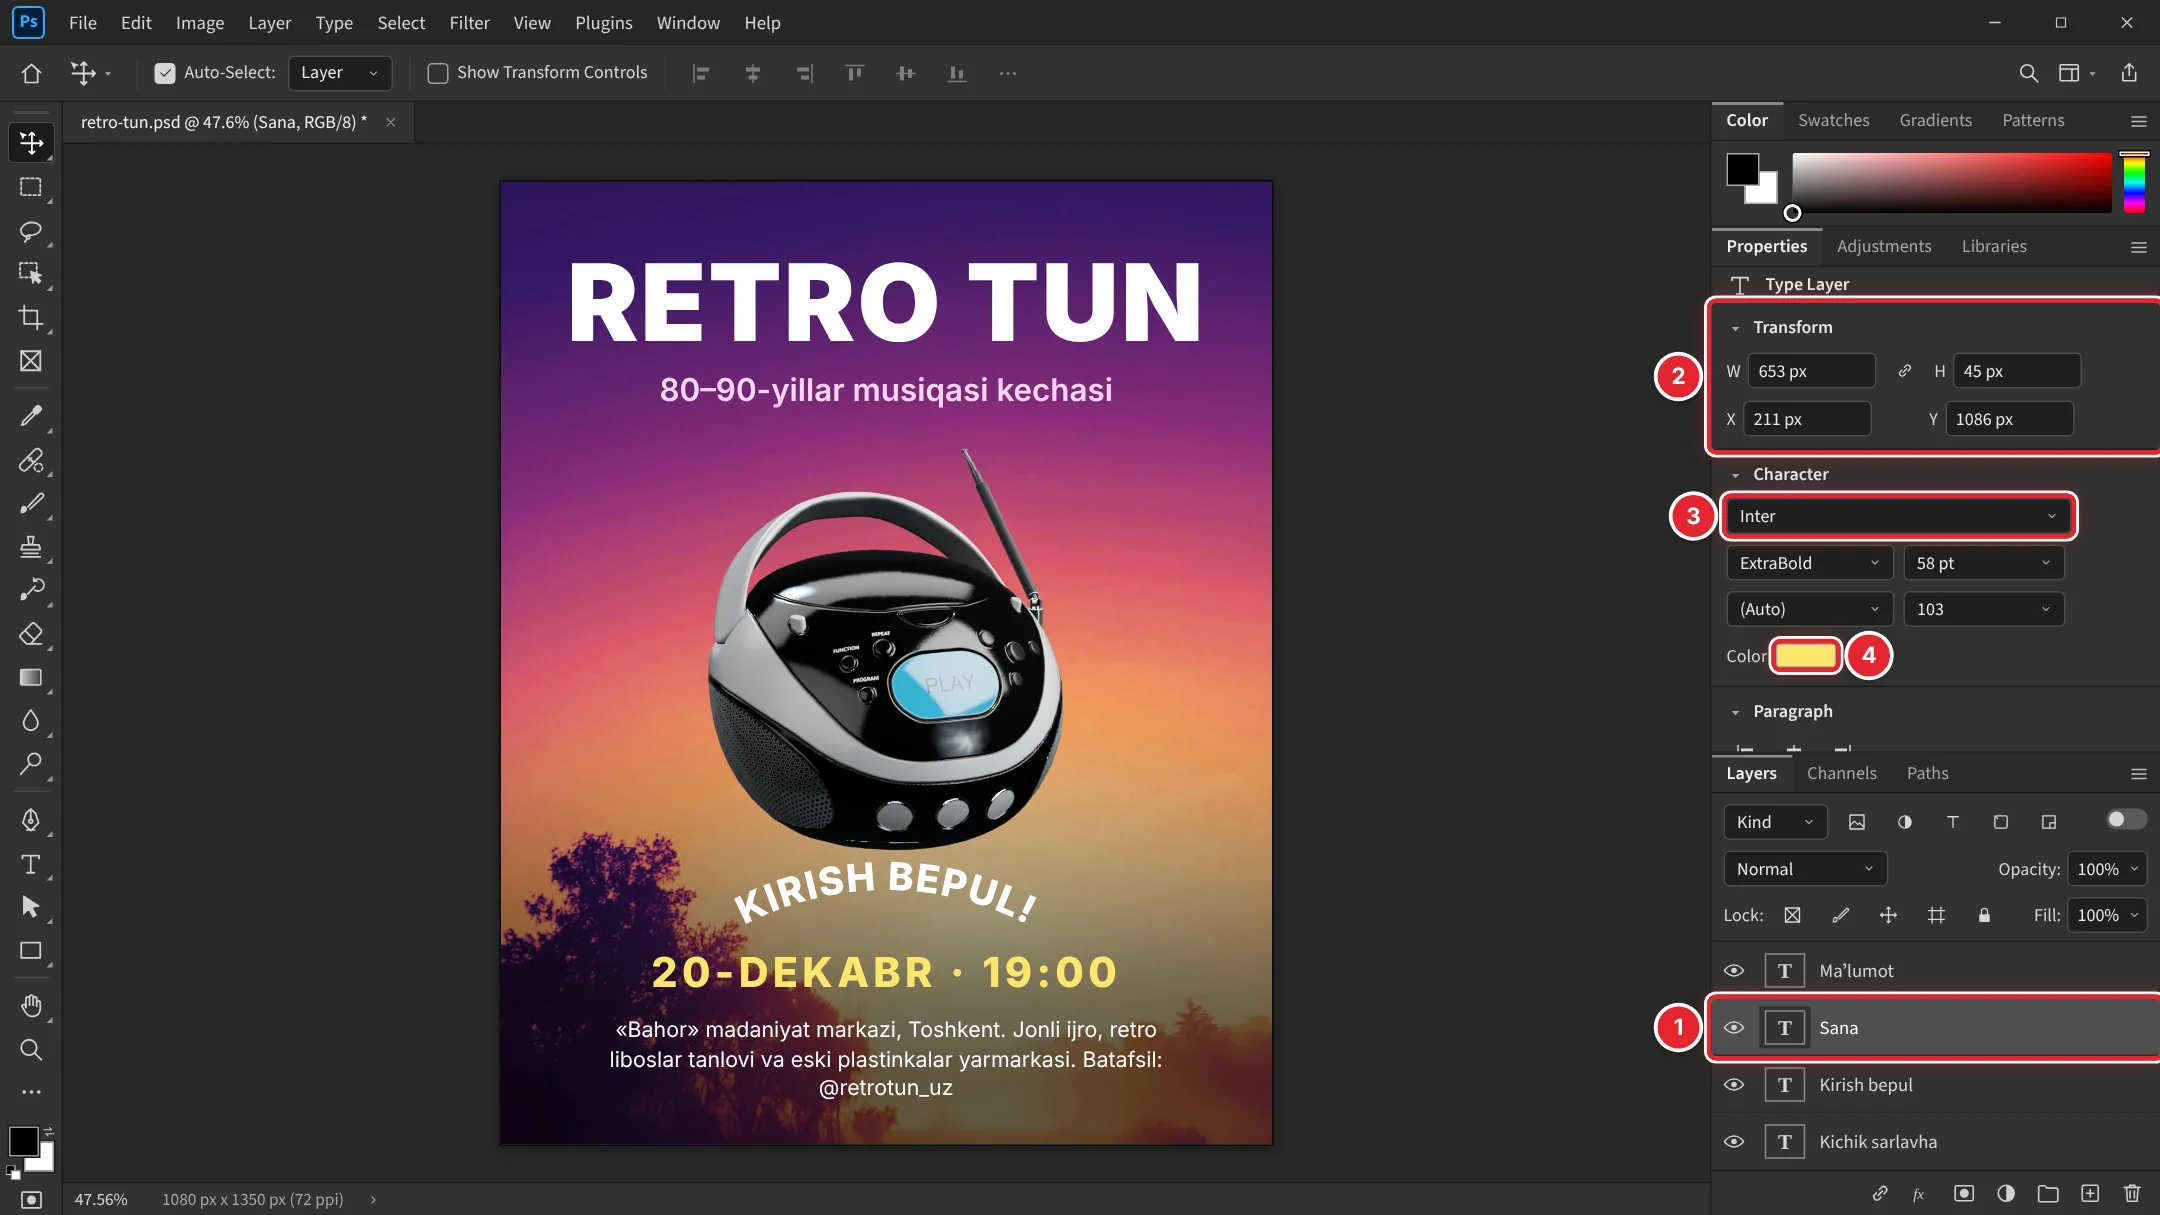 Ps File Edit Image Layer Type Select Filter View Plugins Window Help
Auto-Select: Layer Show Transform Controls
retro-tun.psd @ 47.6% (Sana, RGB/8) *
RETRO TUN
80–90-yillar musiqasi kechasi
REPEAT
FUNCTION
PROGRAM
PLAY
KIRISH BEPUL!
20-DEKABR · 19:00
«Bahor» madaniyat markazi, Toshkent. Jonli ijro, retro
liboslar tanlovi va eski plastinkalar yarmarkasi. Batafsil:
@retrotun_uz
47.56% 1080 px x 1350 px (72 ppi)
Color Swatches Gradients Patterns
Properties Adjustments Libraries
Type Layer
Transform
2
W 653 px H 45 px
X 211 px Y 1086 px
Character
3
Inter
ExtraBold 58 pt
(Auto) 103
Color 4
Paragraph
Layers Channels Paths
Kind
Normal Opacity: 100%
Lock: Fill: 100%
T Ma’lumot
1
T Sana
T Kirish bepul
T Kichik sarlavha
fx